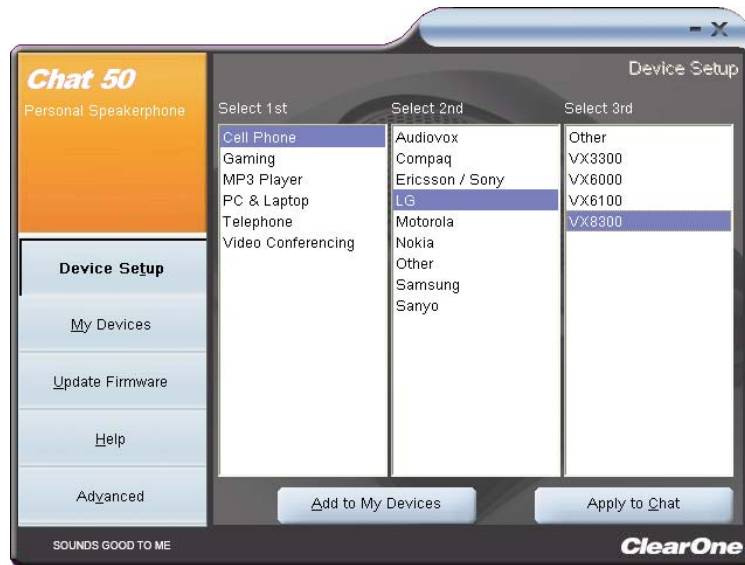 Device Setup
Chat 50
Personal Speakerphone
Select 1st
Select 2nd
Select 3rd
Cell Phone
Gaming
MP3 Player
PC & Laptop
Telephone
Video Conferencing
Audiovox
Compaq
Ericsson / Sony
LG
Motorola
Nokia
Other
Samsung
Sanyo
Other
VX3300
VX6000
VX6100
VX8300
Device Setup
My Devices
Update Firmware
Help
Advanced
Add to My Devices
Apply to Chat
SOUNDS GOOD TO ME
ClearOne